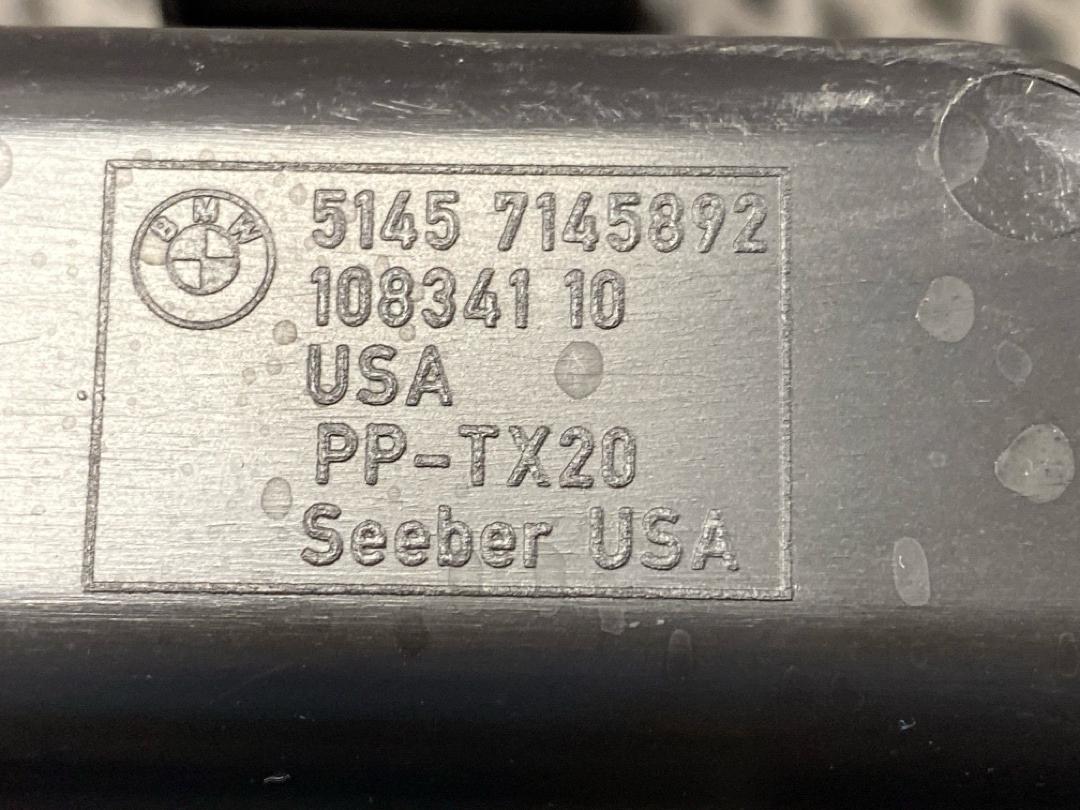 BMW
5145 7145892
108341 10
USA
PP-TX20
Seeber USA